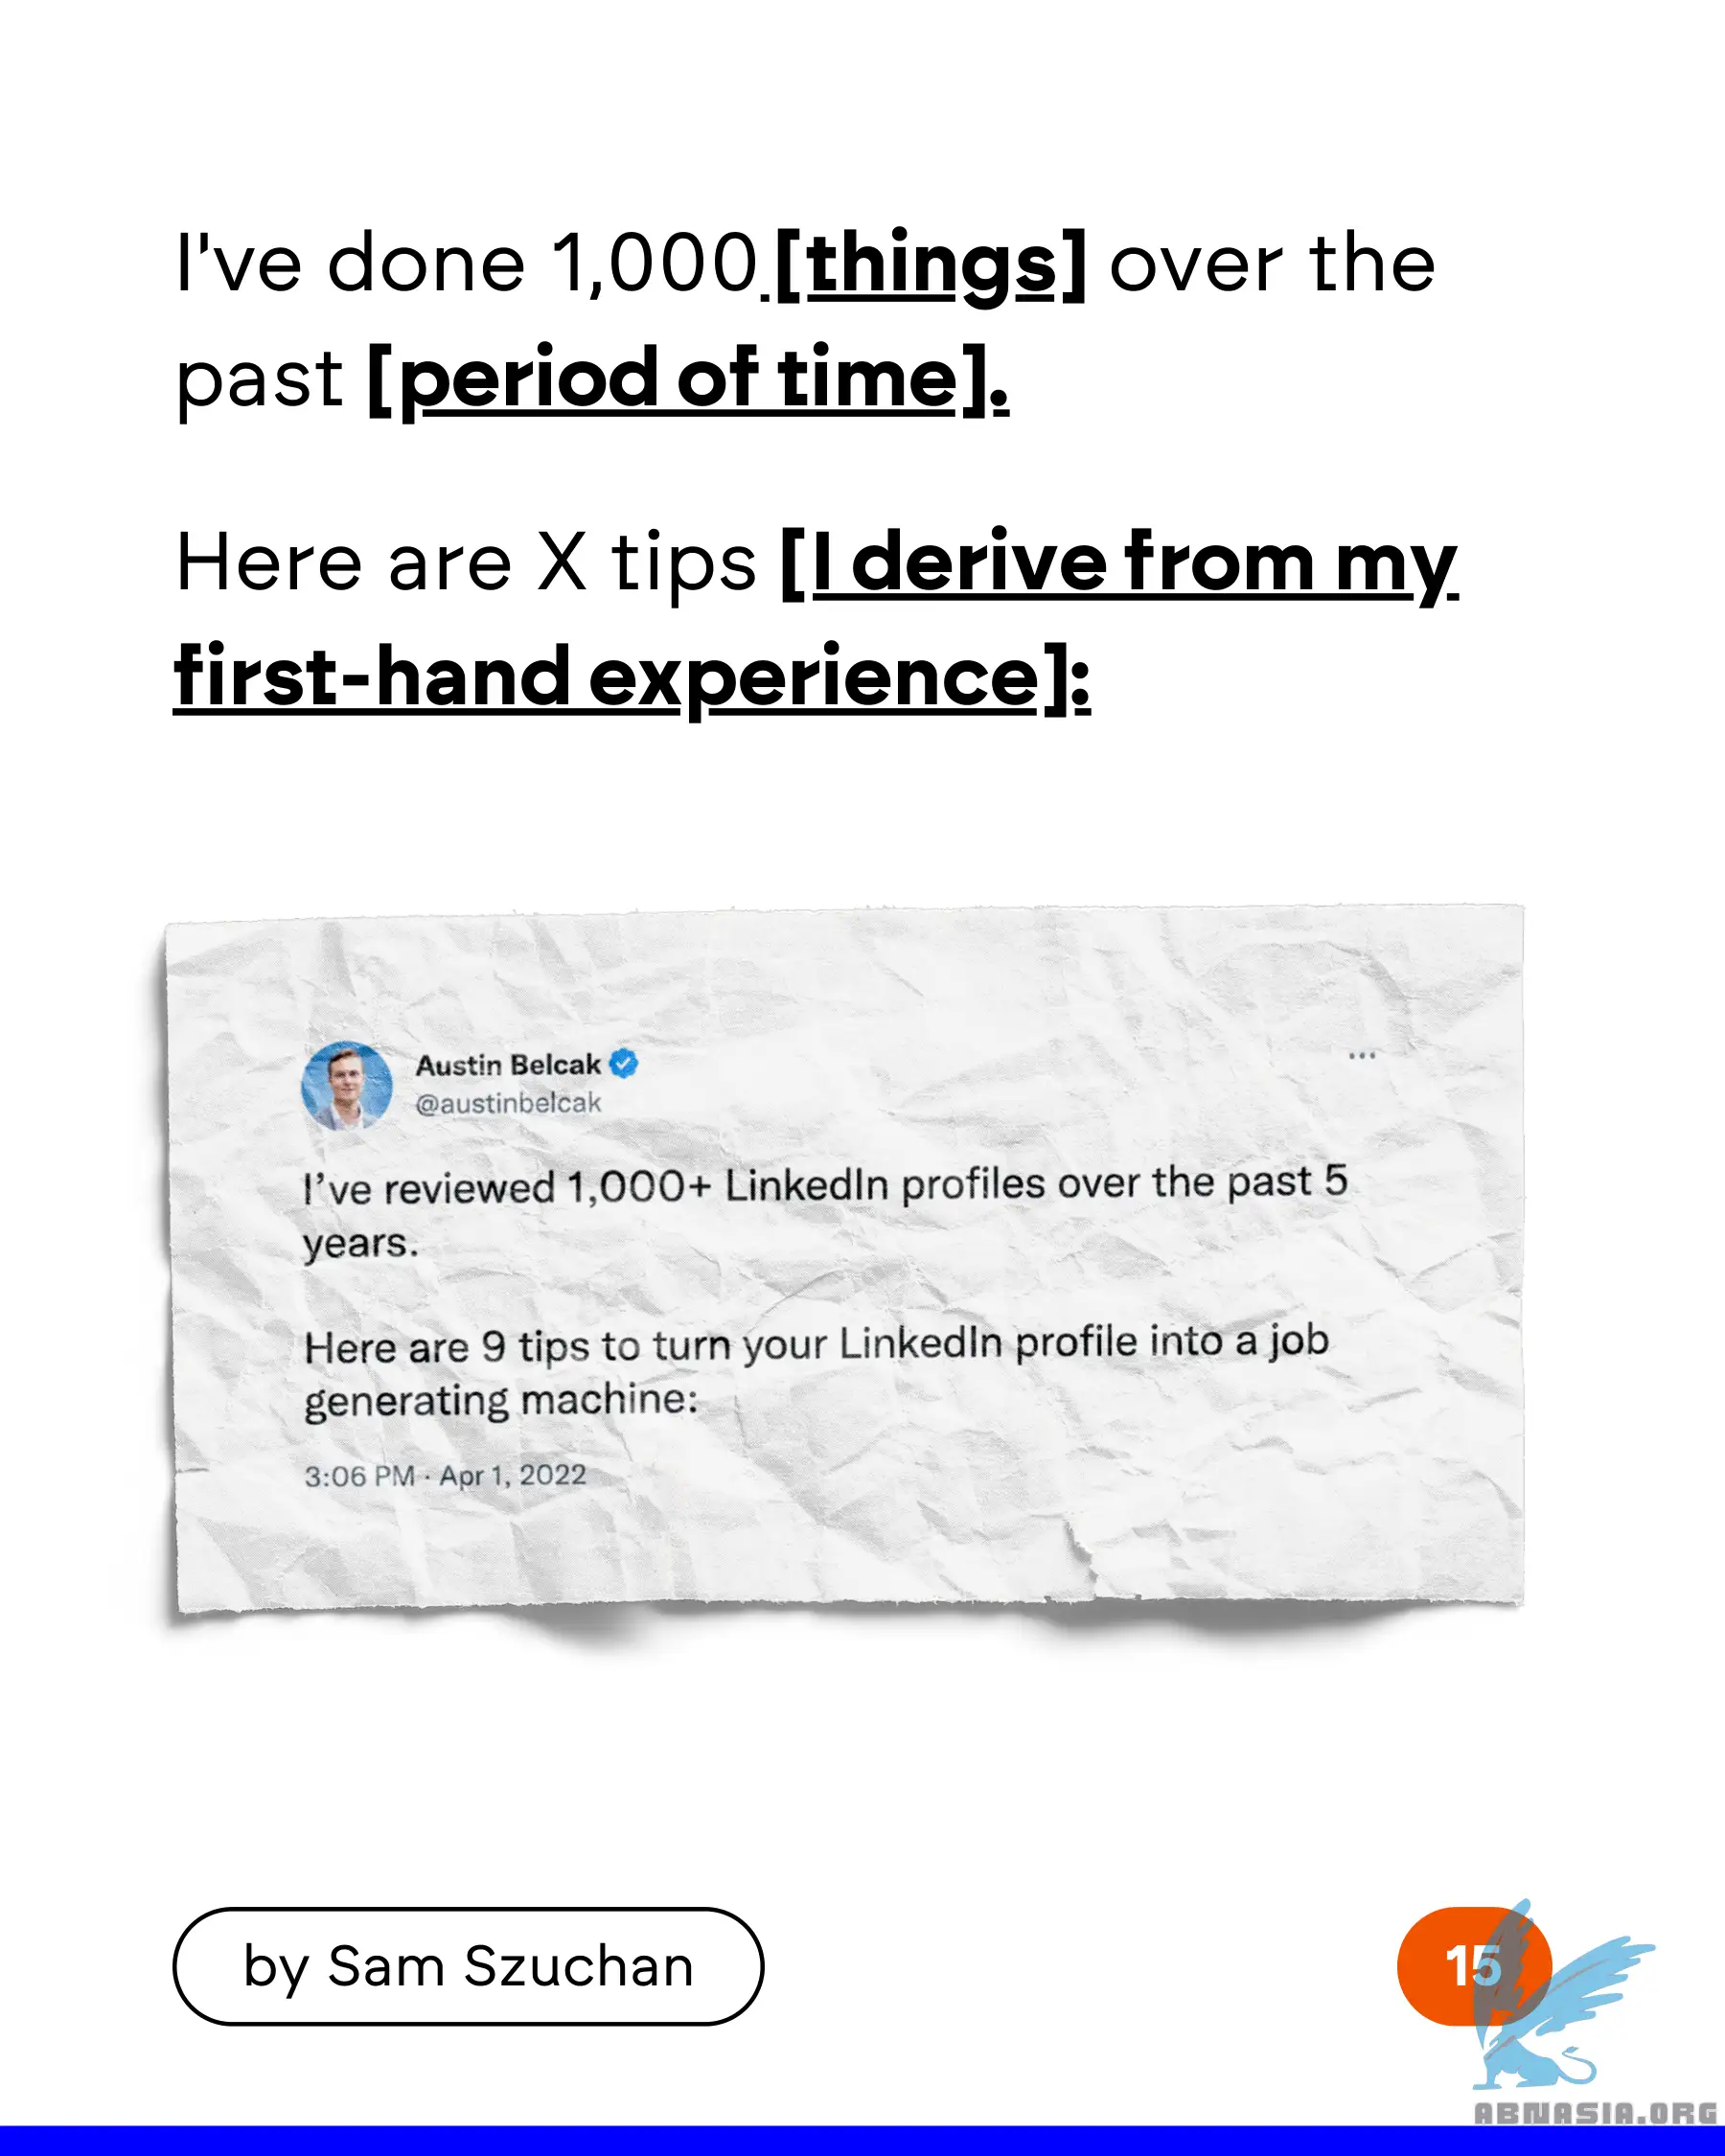 I've done 1,000 [things] over the
past [period of time].
Here are X tips [I derive from my
first-hand experience]:
Austin Belcak
@austinbelcak
...
I've reviewed 1,000+ LinkedIn profiles over the past 5
years.
Here are 9 tips to turn your LinkedIn profile into a job
generating machine:
3:06 PM · Apr 1, 2022
by Sam Szuchan
15
ABNASIA.ORG